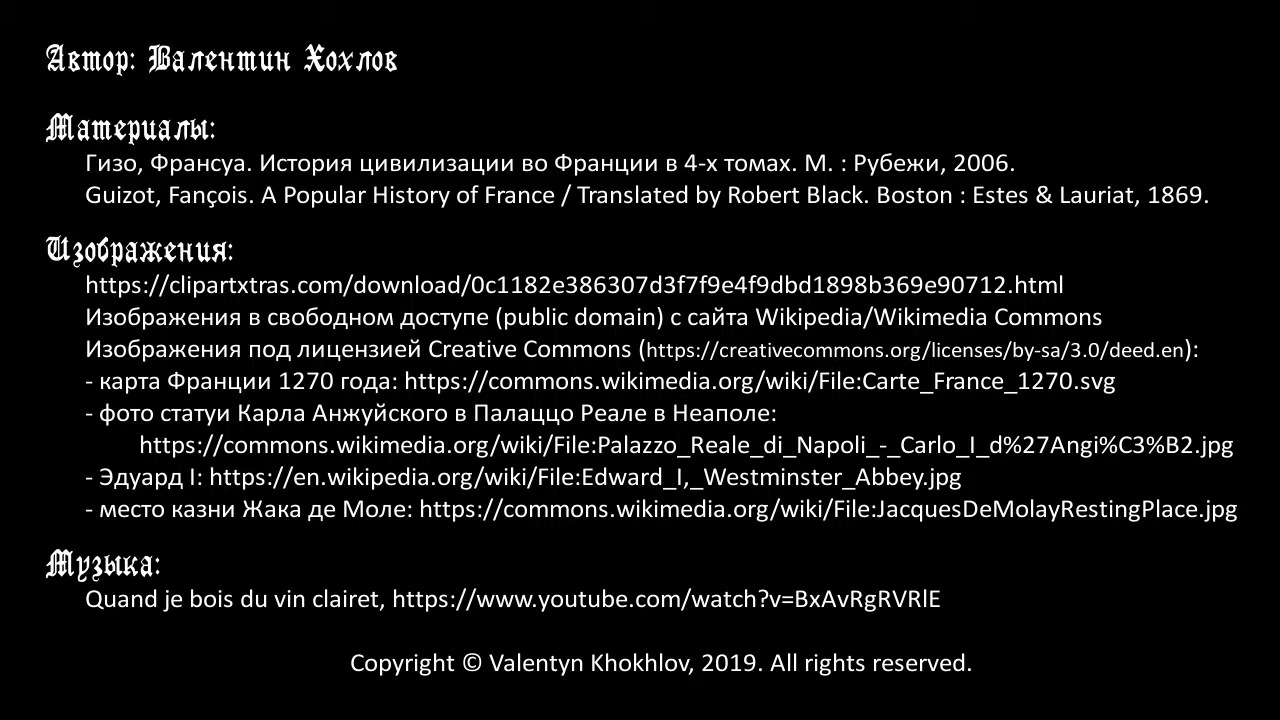 Автор: Валентин Хохлов
Материалы:
Гизо, Франсуа. История цивилизации во Франции в 4-х томах. М. : Рубежи, 2006.
Guizot, Fançois. A Popular History of France / Translated by Robert Black. Boston : Estes & Lauriat, 1869.
Изображения:
https://clipartxtras.com/download/0c1182e386307d3f7f9e4f9dbd1898b369e90712.html
Изображения в свободном доступе (public domain) с сайта Wikipedia/Wikimedia Commons
Изображения под лицензией Creative Commons (https://creativecommons.org/licenses/by-sa/3.0/deed.en):
- карта Франции 1270 года: https://commons.wikimedia.org/wiki/File:Carte_France_1270.svg
- фото статуи Карла Анжуйского в Палаццо Реале в Неаполе:
https://commons.wikimedia.org/wiki/File:Palazzo_Reale_di_Napoli_-_Carlo_I_d%27Angi%C3%B2.jpg
- Эдуард I: https://en.wikipedia.org/wiki/File:Edward_I,_Westminster_Abbey.jpg
- место казни Жака де Моле: https://commons.wikimedia.org/wiki/File:JacquesDeMolayRestingPlace.jpg
Музыка:
Quand je bois du vin clairet, https://www.youtube.com/watch?v=BxAvRgRVRlE
Copyright © Valentyn Khokhlov, 2019. All rights reserved.